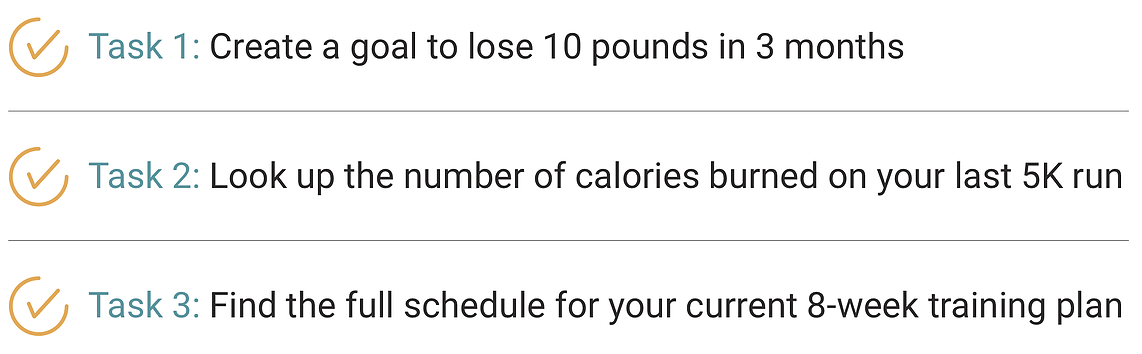 Task 1: Create a goal to lose 10 pounds in 3 months
Task 2: Look up the number of calories burned on your last 5K run
Task 3: Find the full schedule for your current 8-week training plan